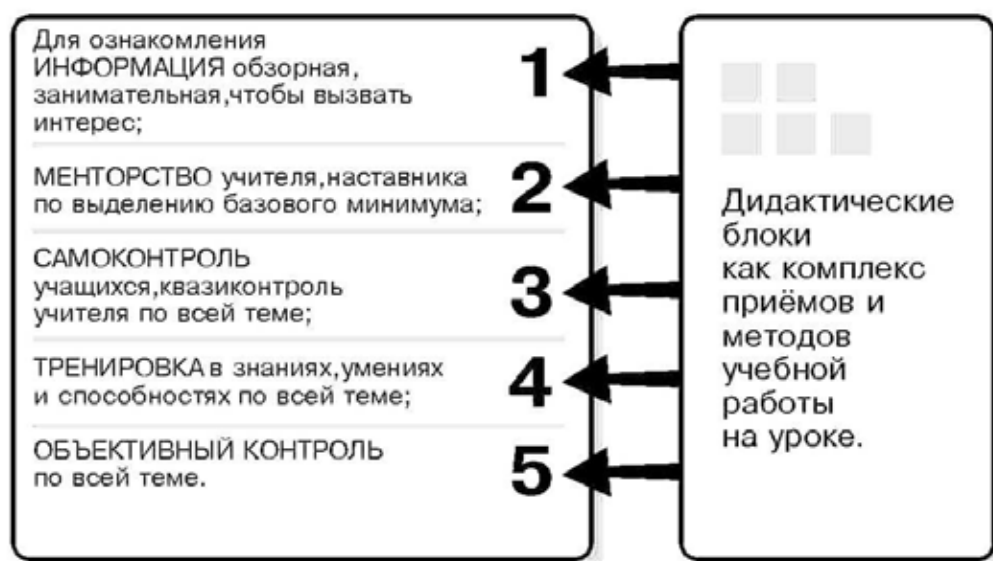 Для ознакомления
ИНФОРМАЦИЯ обзорная,
занимательная,чтобы вызвать
интерес;
1
МЕНТОРСТВО учителя,наставника
по выделению базового минимума;
2
САМОКОНТРОЛЬ
учащихся,квазиконтроль
учителя по всей теме;
3
ТРЕНИРОВКА в знаниях,умениях
и способностях по всей теме;
4
ОБЪЕКТИВНЫЙ КОНТРОЛЬ
по всей теме.
5
Дидактические
блоки
как комплекс
приёмов и
методов
учебной
работы
на уроке.